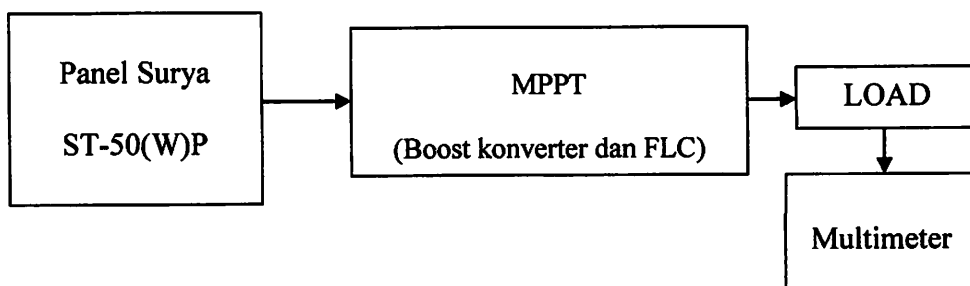 Panel Surya
ST-50(W)P
MPPT
(Boost konverter dan FLC)
LOAD
Multimeter